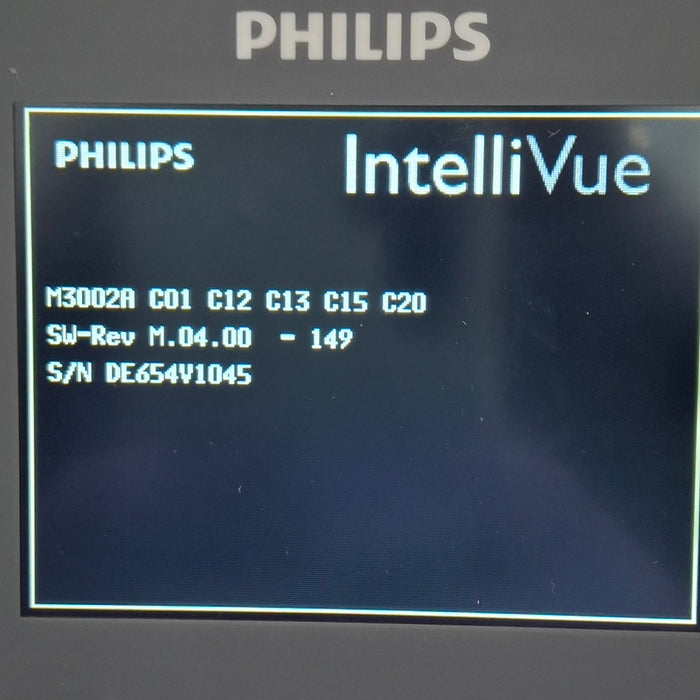 PHILIPS
PHILIPS IntelliVue
M3002A C01 C12 C13 C15 C20
SW-Rev M.04.00 - 149
S/N DE654V1045